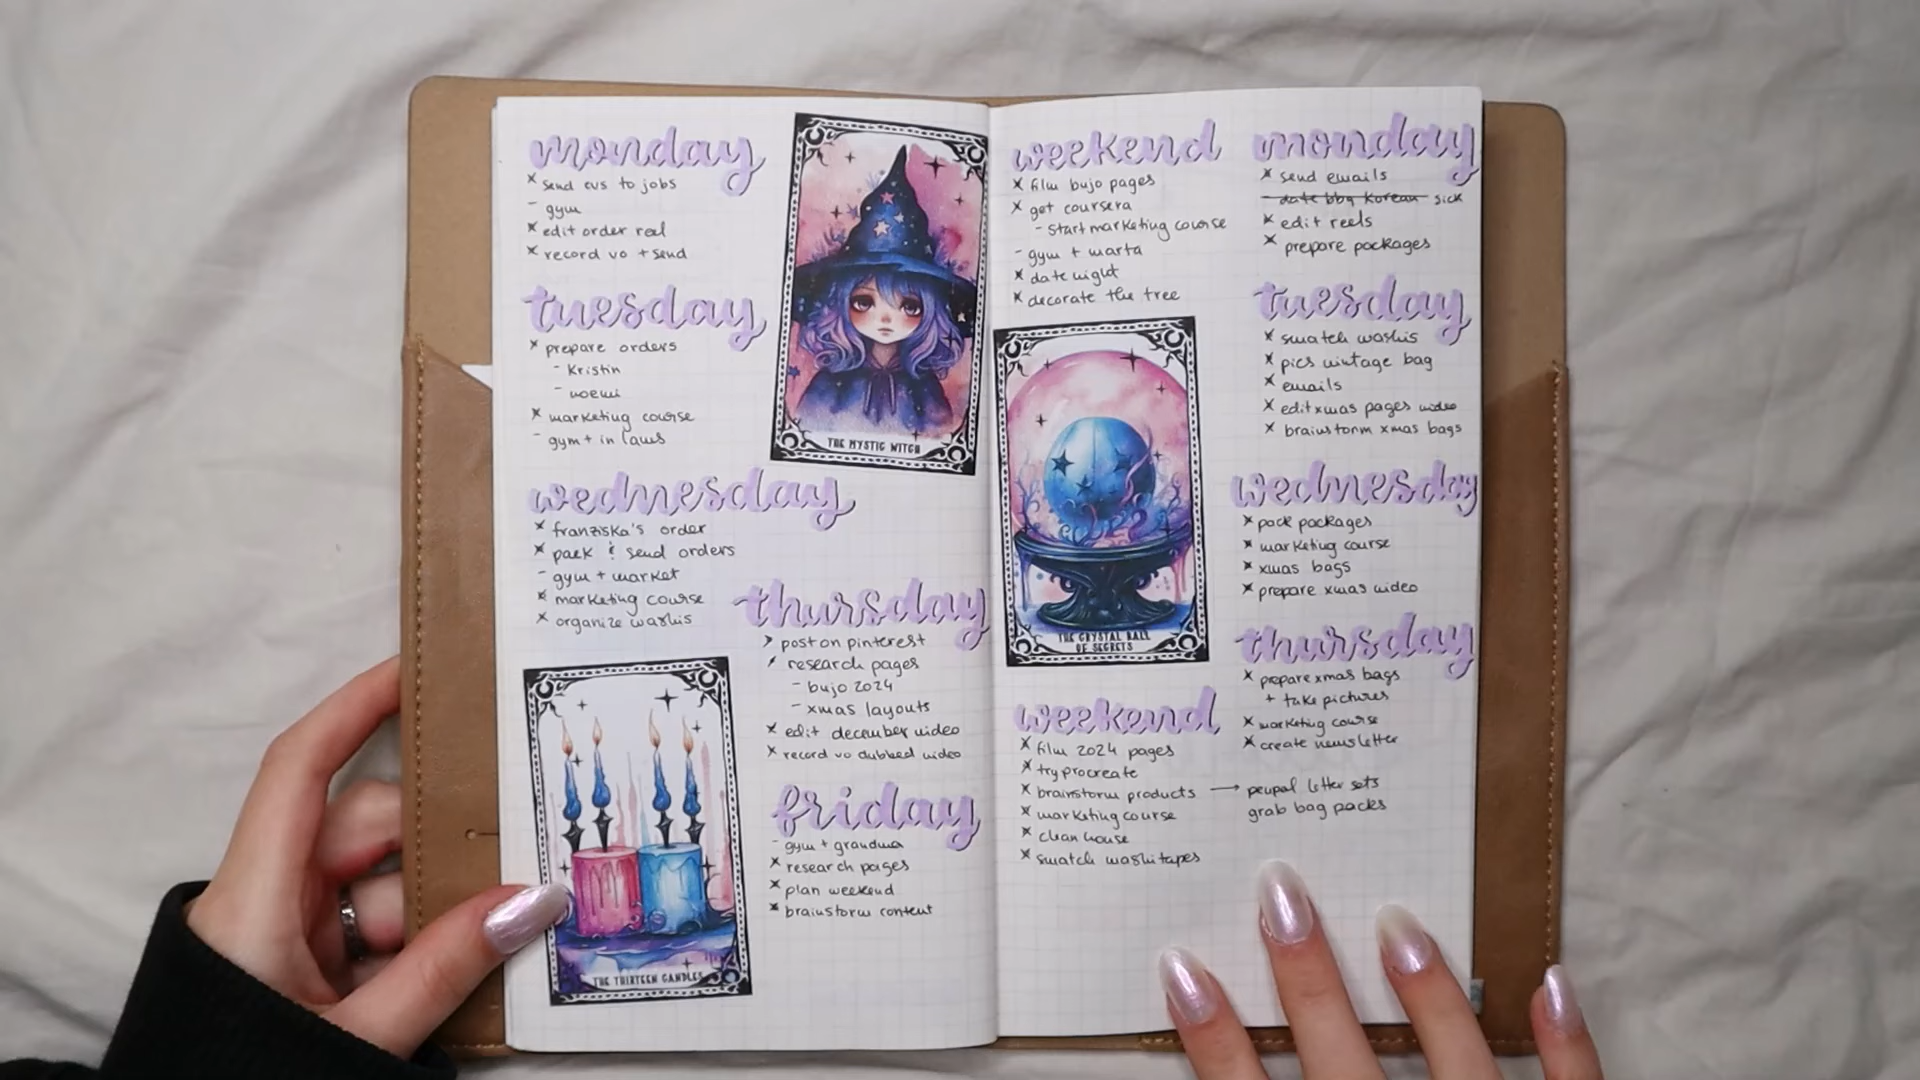 monday
× send cvs to jobs
- gym
× edit order reel
× record vo + send
tuesday
× prepare orders
- Kristin
- noemi
× marketing course
- gym + in laws
wednesday
× franziska's order
× pack & send orders
- gym + market
× marketing course
× organize washis
THE MYSTIC WITCH
thursday
> post on pinterest
/ research pages
- bujo 2024
- xmas layouts
× edit december video
× record vo dubbed video
THE THIRTEEN CANDLES
friday
- gym + grandma
× research pages
× plan weekend
× brainstorm content
weekend
× film bujo pages
× get coursera
- start marketing course
- gym + marta
× date night
× decorate the tree
THE CRYSTAL BALL
OF SECRETS
weekend
× film 2024 pages
× try procreate
× brainstorm products → penpal letter sets
grab bag packs
× marketing course
× clean house
× swatch washi tapes
monday
× send emails
- date bbq Korean sick
× edit reels
× prepare packages
tuesday
× swatch washis
× pics vintage bag
× emails
× edit xmas pages video
× brainstorm xmas bags
wednesday
× pack packages
× marketing course
× xmas bags
× prepare xmas video
thursday
× prepare xmas bags
+ take pictures
× marketing course
× create newsletter